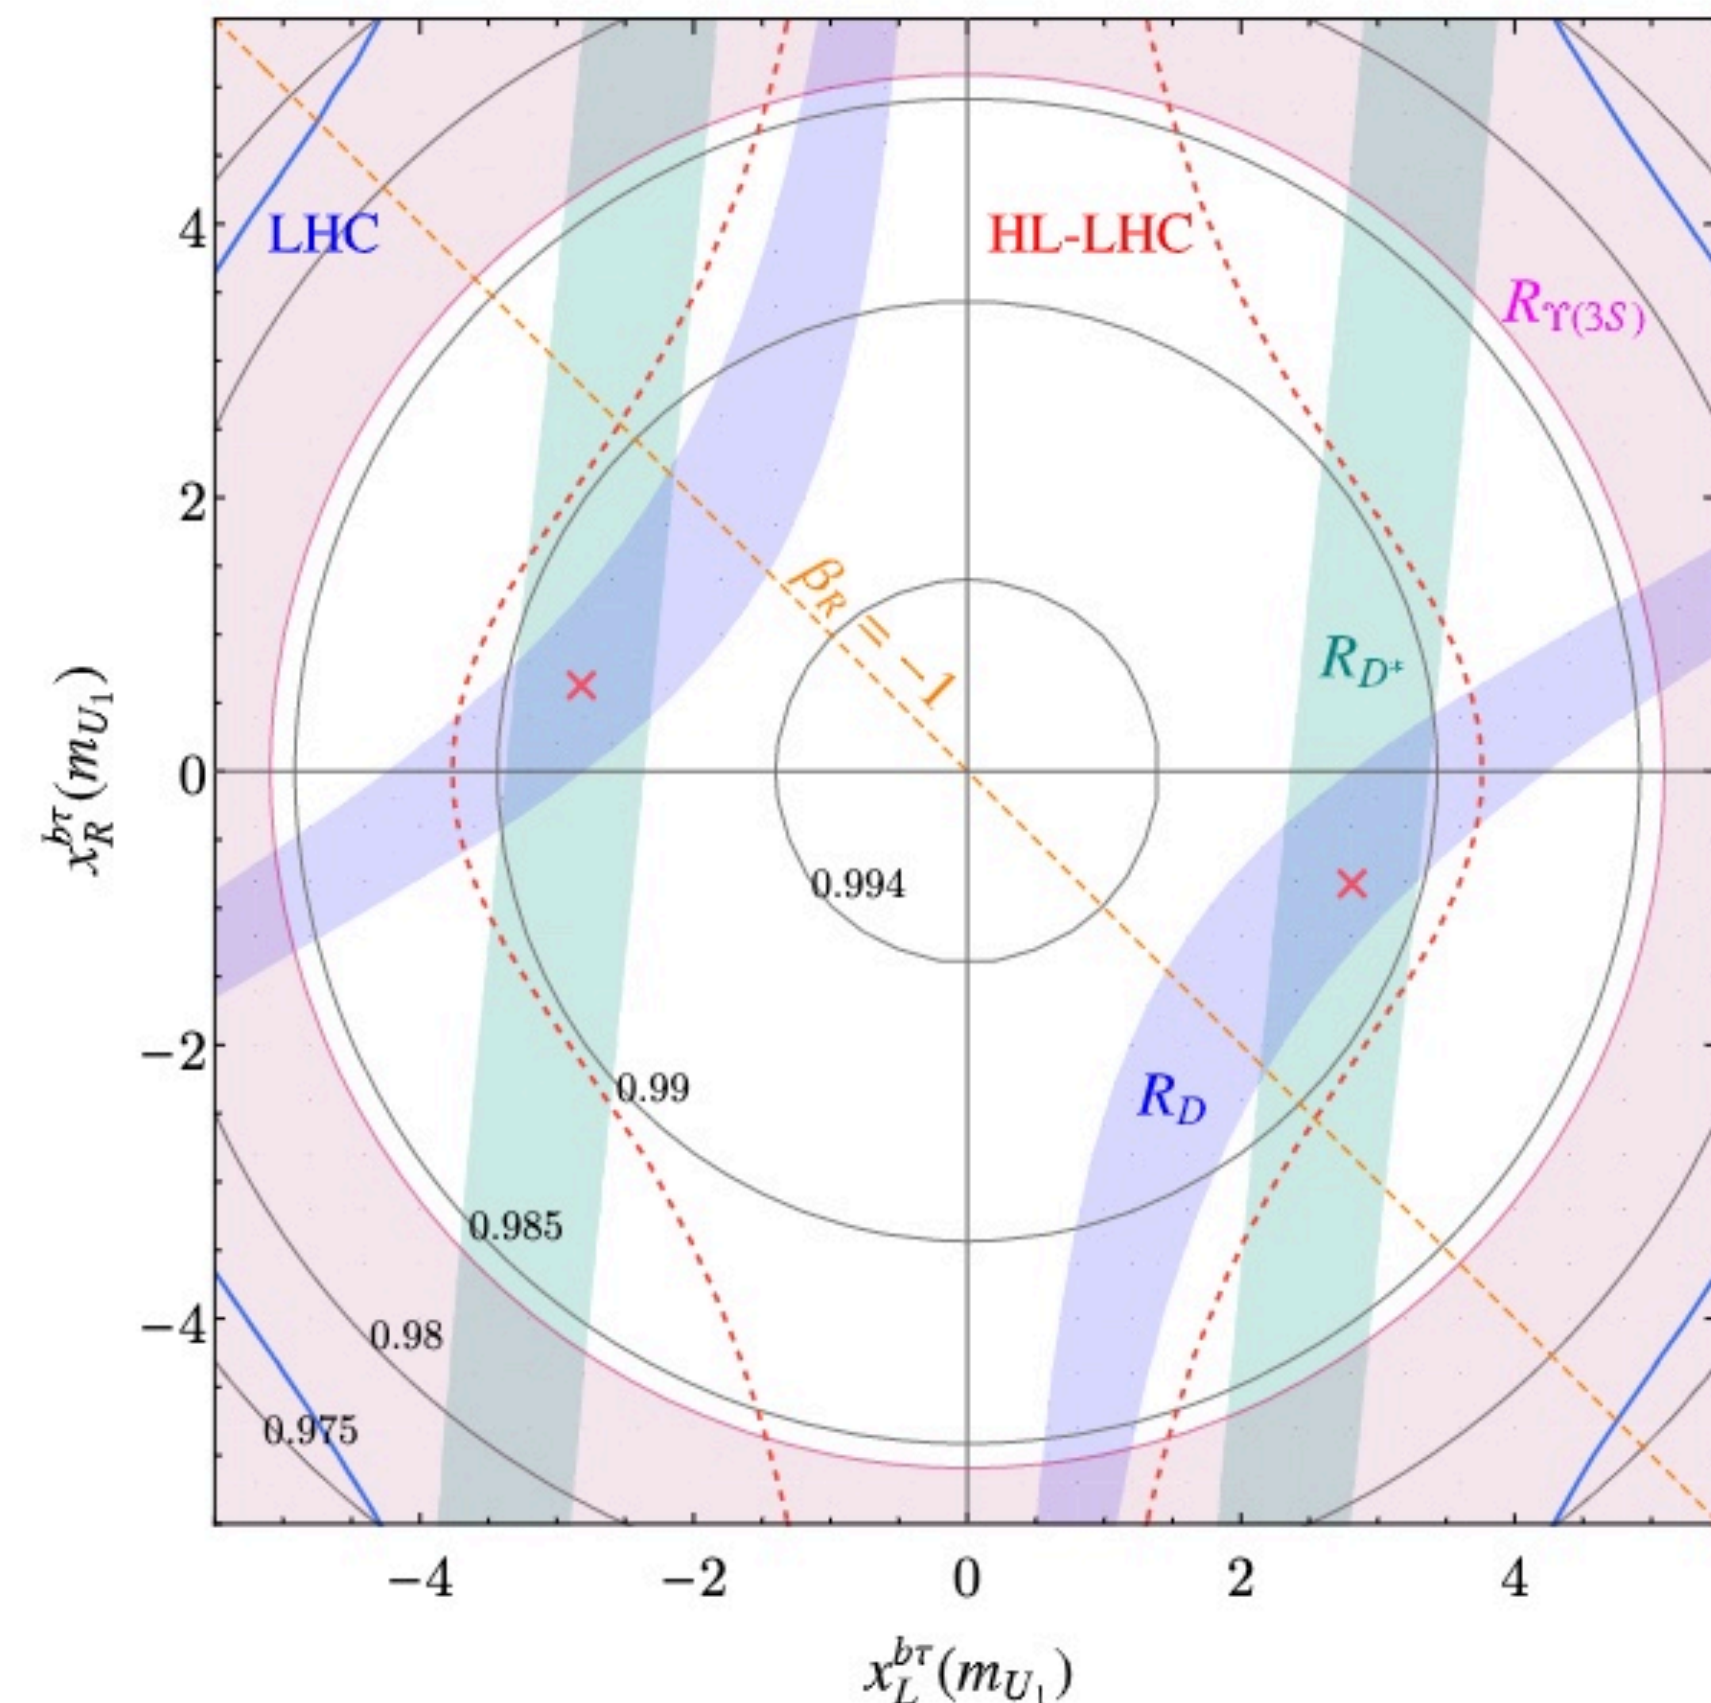 LHC
HL-LHC
R_{Υ(3S)}
β_R = −1
R_{D*}
0.994
0.99
R_D
0.985
0.98
0.975
4
2
0
−2
−4
x_R^{bτ}(m_{U_1})
−4 −2 0 2 4
x_L^{bτ}(m_{U_1})